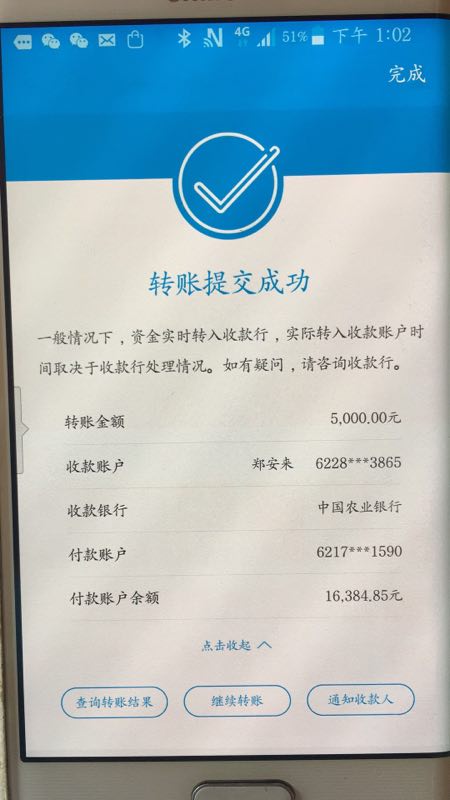 4G 51% 下午 1:02
完成
转账提交成功
一般情况下，资金实时转入收款行，实际转入收款账户时
间取决于收款行处理情况。如有疑问，请咨询收款行。
转账金额 5,000.00元
收款账户 郑安来 6228***3865
收款银行 中国农业银行
付款账户 6217***1590
付款账户余额 16,384.85元
点击收起
查询转账结果 继续转账 通知收款人